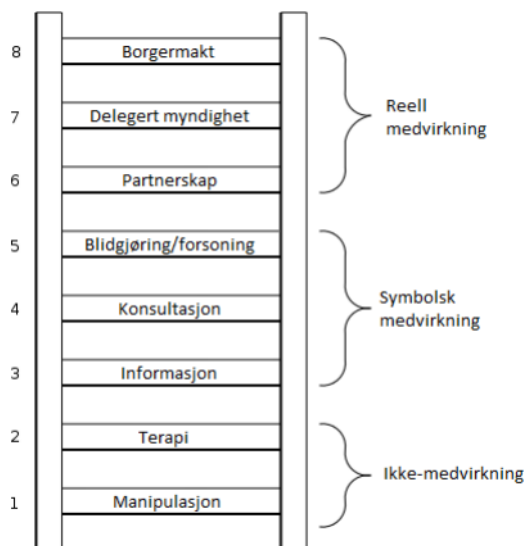 8 Borgermakt
7 Delegert myndighet
Reell
medvirkning
6 Partnerskap
5 Blidgjøring/forsoning
4 Konsultasjon
Symbolsk
medvirkning
3 Informasjon
2 Terapi
Ikke-medvirkning
1 Manipulasjon